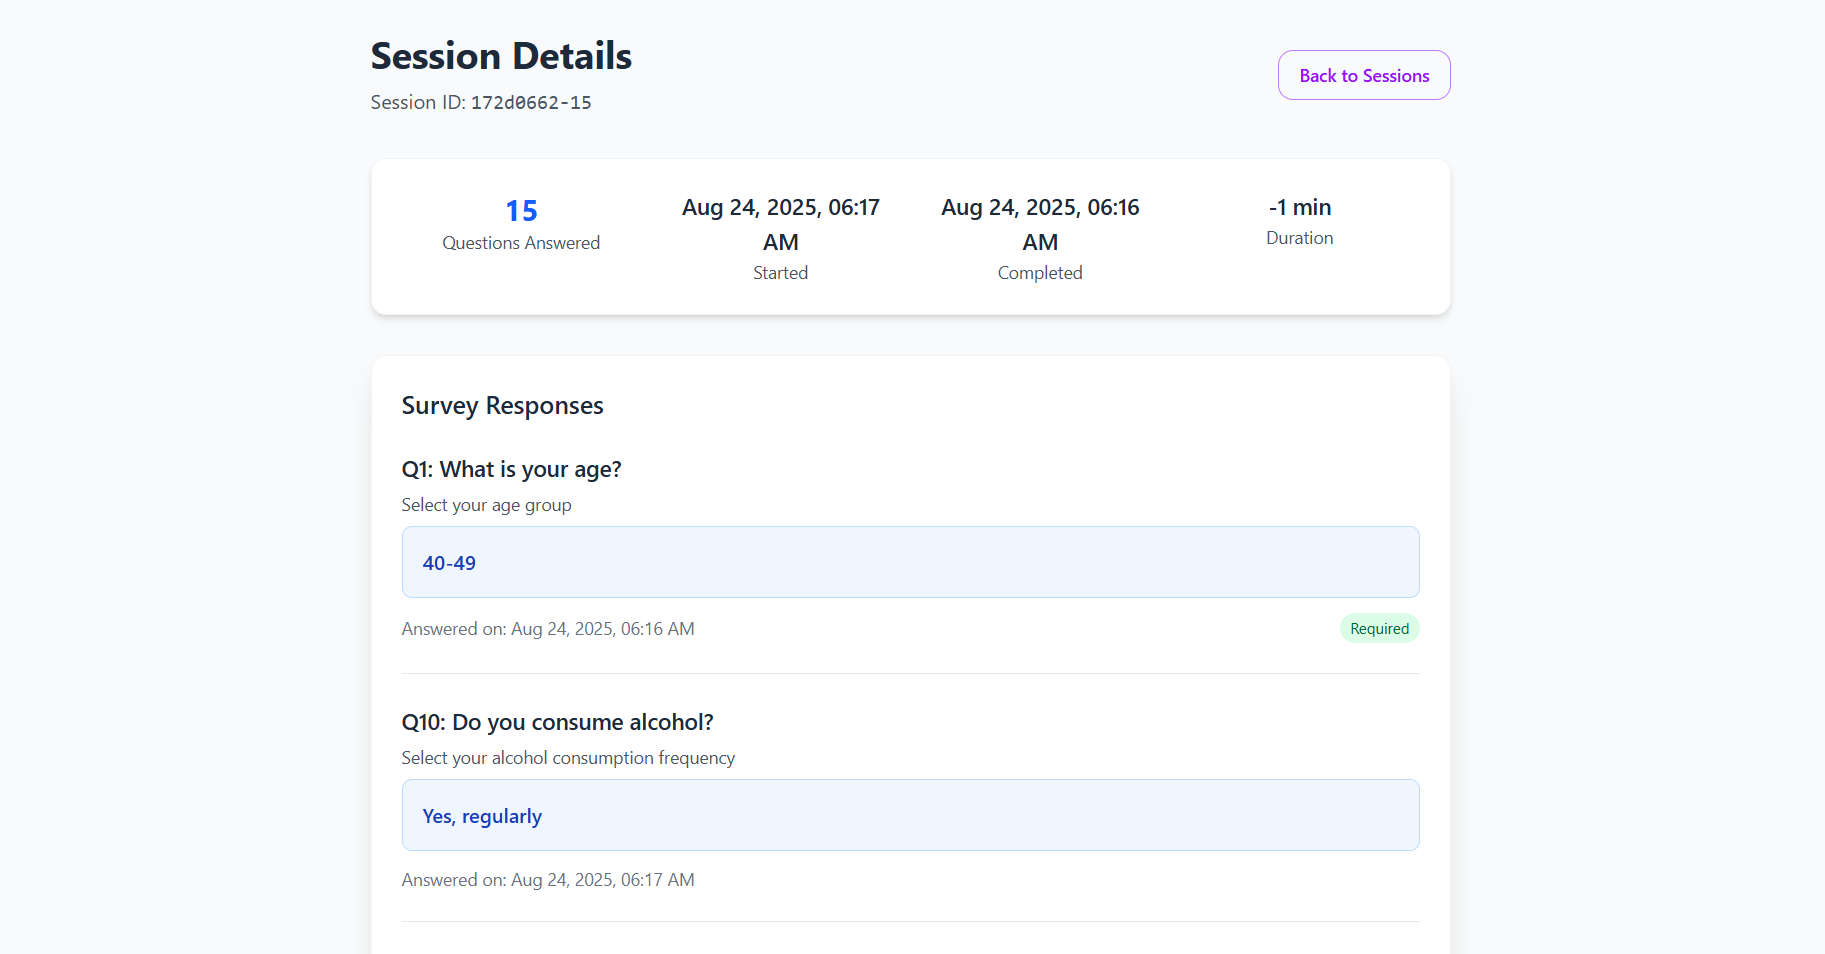 Session Details
Session ID: 172d0662-15
Back to Sessions
15
Questions Answered
Aug 24, 2025, 06:17
AM
Started
Aug 24, 2025, 06:16
AM
Completed
-1 min
Duration
Survey Responses
Q1: What is your age?
Select your age group
40-49
Answered on: Aug 24, 2025, 06:16 AM
Required
Q10: Do you consume alcohol?
Select your alcohol consumption frequency
Yes, regularly
Answered on: Aug 24, 2025, 06:17 AM